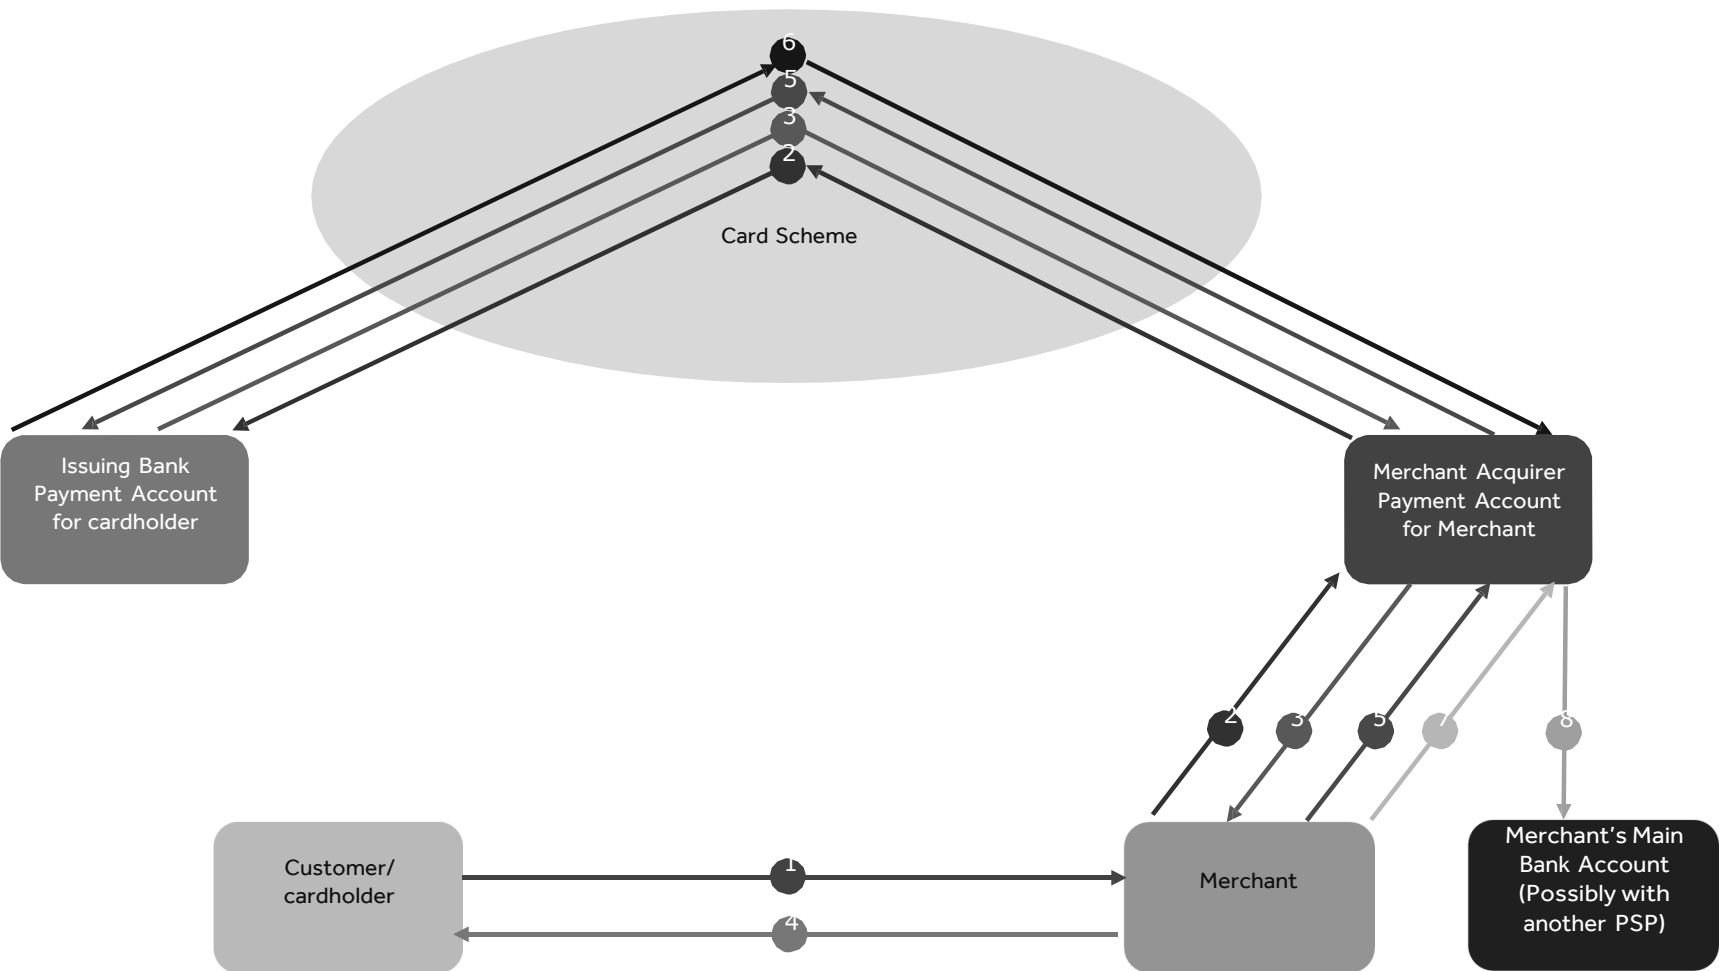 6
5
3
2
Card Scheme
Issuing Bank
Payment Account
for cardholder
Merchant Acquirer
Payment Account
for Merchant
2
3
5
7
8
Customer/
cardholder
1
4
Merchant
Merchant’s Main
Bank Account
(Possibly with
another PSP)